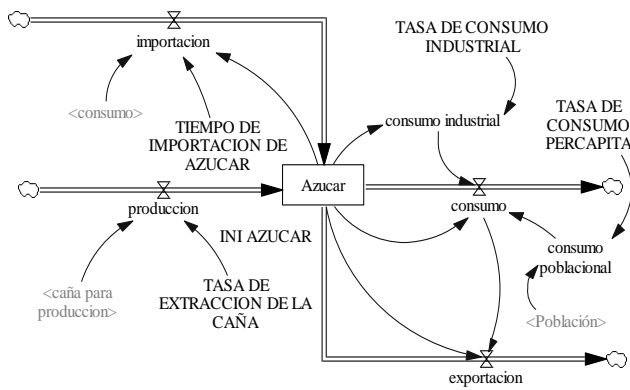 TASA DE CONSUMO
INDUSTRIAL
importacion
<consumo>
TIEMPO DE
IMPORTACION DE
AZUCAR
consumo industrial
TASA DE
CONSUMO
PERCAPITA
Azucar
produccion
consumo
INI AZUCAR
consumo
poblacional
<caña para
produccion>
TASA DE
EXTRACCION DE LA
CAÑA
<Población>
exportacion